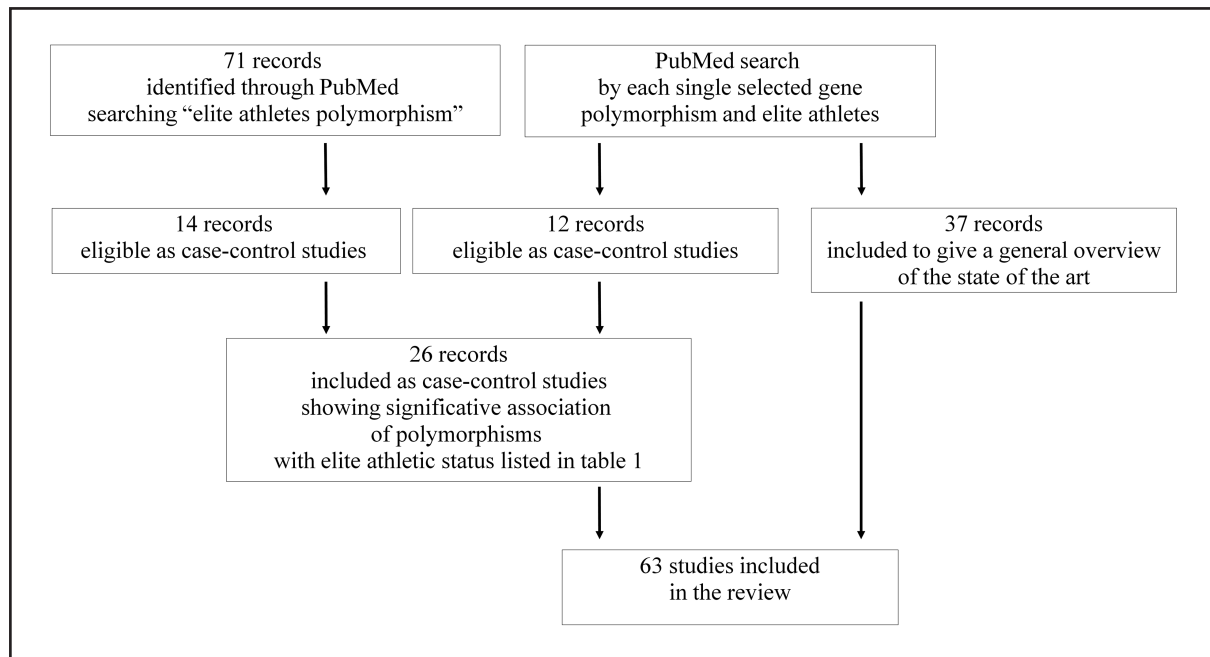 71 records
identified through PubMed
searching “elite athletes polymorphism”
PubMed search
by each single selected gene
polymorphism and elite athletes
14 records
eligible as case-control studies
12 records
eligible as case-control studies
37 records
included to give a general overview
of the state of the art
26 records
included as case-control studies
showing significative association
of polymorphisms
with elite athletic status listed in table 1
63 studies included
in the review